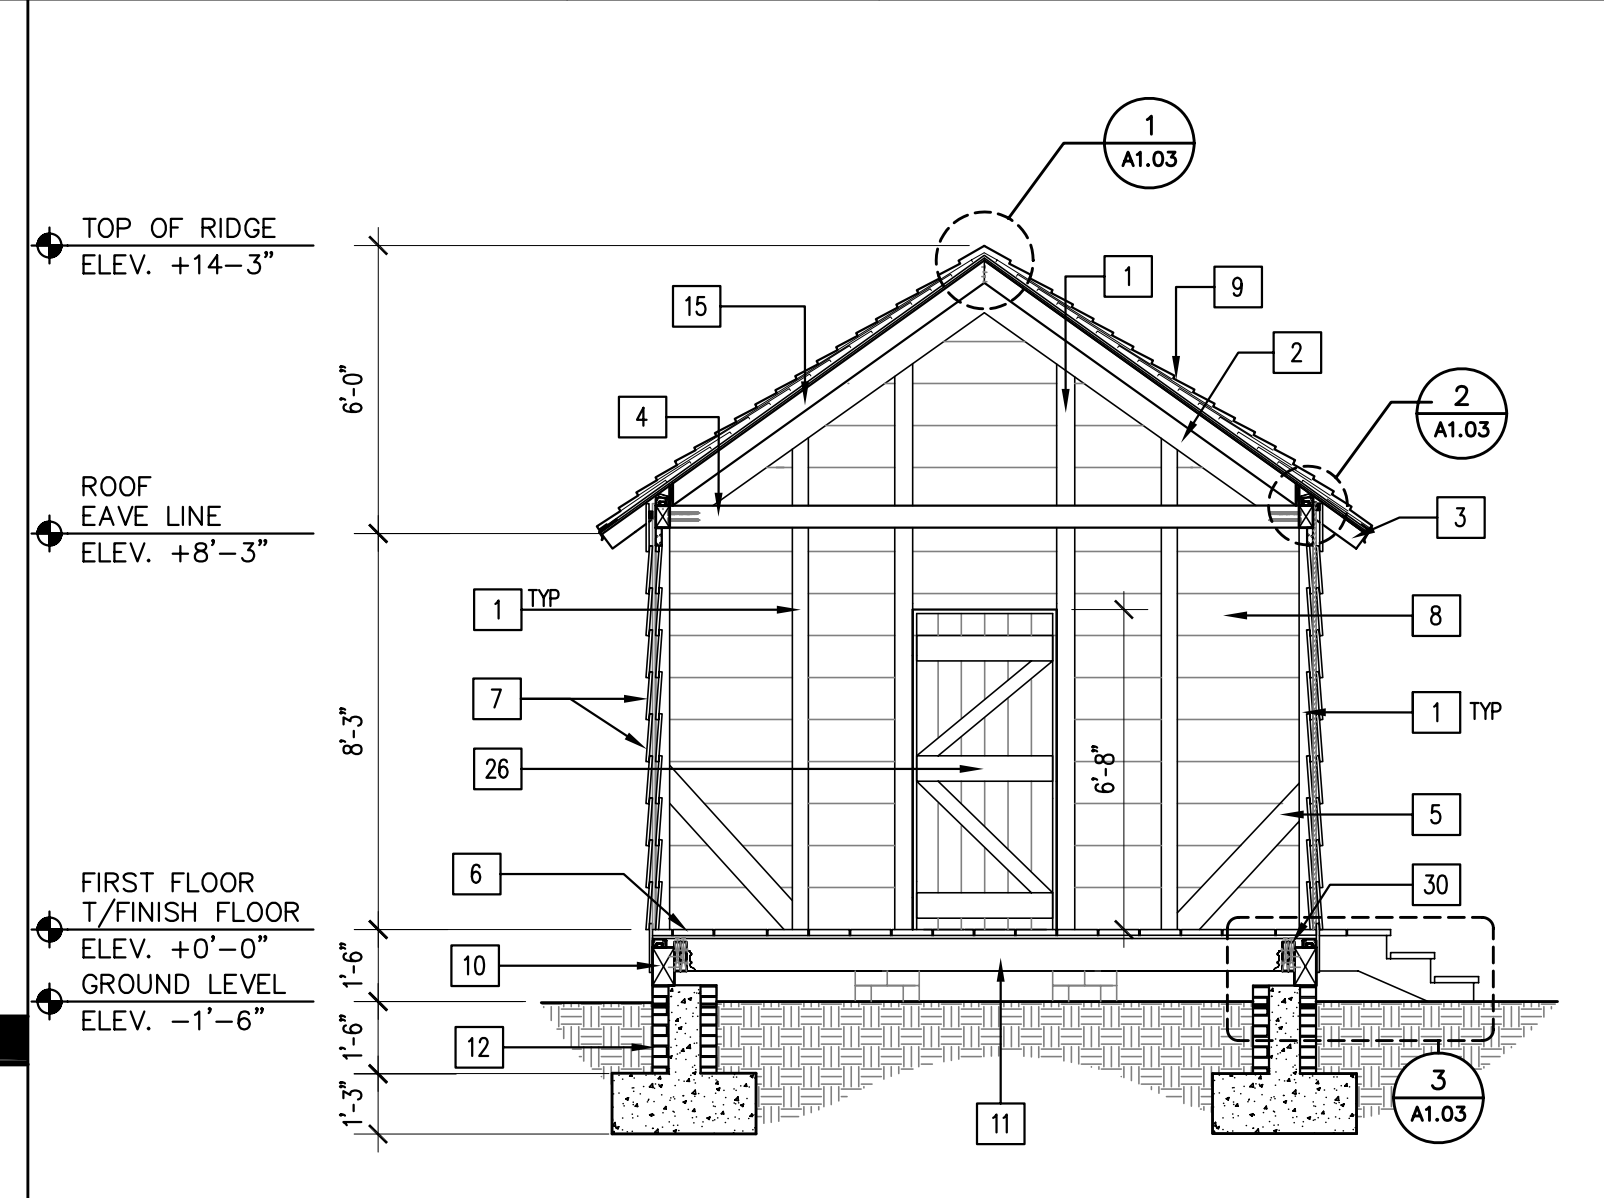 1
A1.03
TOP OF RIDGE
ELEV. +14-3"
15
1
9
2
6'-0"
4
2
A1.03
ROOF
EAVE LINE
ELEV. +8'-3"
3
1 TYP
8
7
1 TYP
8'-3"
26
6'-8"
5
6
30
FIRST FLOOR
T/FINISH FLOOR
ELEV. +0'-0"
10
1'-6"
GROUND LEVEL
ELEV. -1'-6"
12
1'-6"
3
A1.03
1'-3"
11